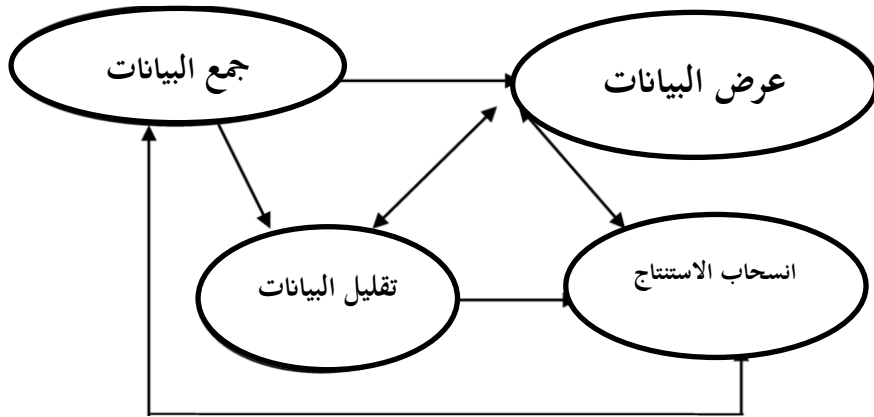 جمع البيانات
عرض البيانات
تقليل البيانات
انسحاب الاستنتاج